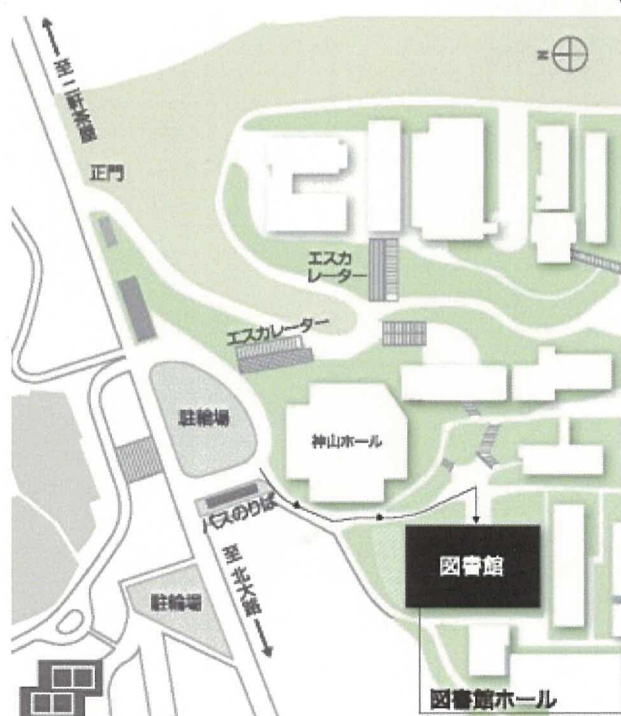 至二軒茶屋
N
正門
エスカ
レーター
エスカレーター
駐輪場
神山ホール
バスのりば
図書館
至北大路
駐輪場
図書館ホール